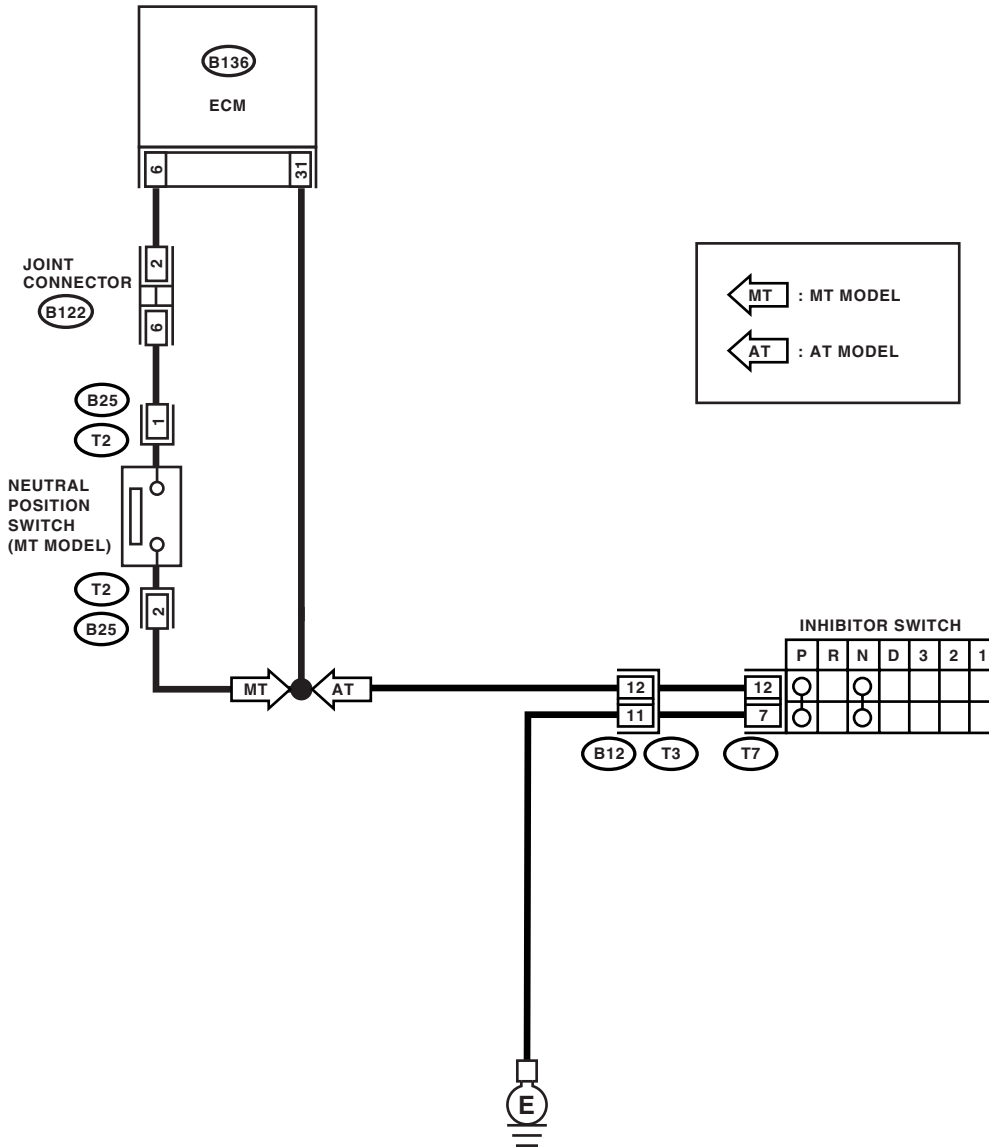 B136
ECM
6
31
JOINT
CONNECTOR
B122
2
6
MT : MT MODEL
AT : AT MODEL
B25
T2
1
NEUTRAL
POSITION
SWITCH
(MT MODEL)
T2
B25
2
MT
AT
INHIBITOR SWITCH
P R N D 3 2 1
12
12
11
7
B12
T3
T7
E